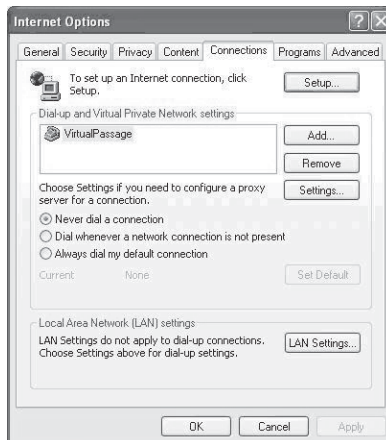 Internet Options
General Security Privacy Content Connections Programs Advanced
To set up an Internet connection, click
Setup.
Setup...
Dial-up and Virtual Private Network settings
VirtualPassage
Add...
Remove
Choose Settings if you need to configure a proxy
server for a connection.
Settings...
Never dial a connection
Dial whenever a network connection is not present
Always dial my default connection
Current None
Set Default
Local Area Network (LAN) settings
LAN Settings do not apply to dial-up connections.
Choose Settings above for dial-up settings.
LAN Settings...
OK Cancel Apply